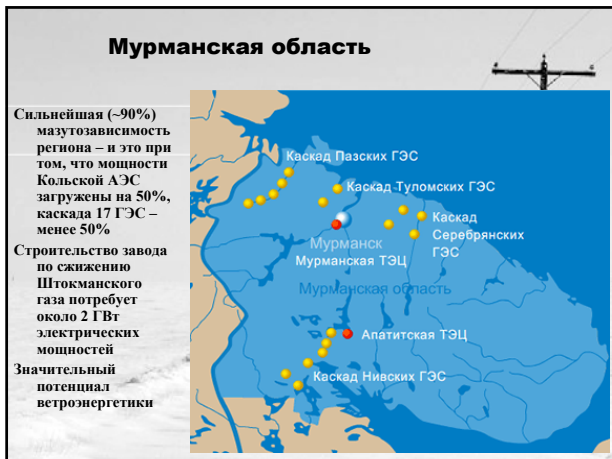 Мурманская область
Сильнейшая (~90%)
мазутозависимость
региона – и это при
том, что мощности
Кольской АЭС
загружены на 50%,
каскада 17 ГЭС –
менее 50%
Строительство завода
по сжижению
Штокманского
газа потребует
около 2 ГВт
электрических
мощностей
Значительный
потенциал
ветроэнергетики
Каскад Пазских ГЭС
Каскад Туломских ГЭС
Каскад
Серебрянских
ГЭС
Мурманск
Мурманская ТЭЦ
Мурманская область
Апатитская ТЭЦ
Каскад Нивских ГЭС